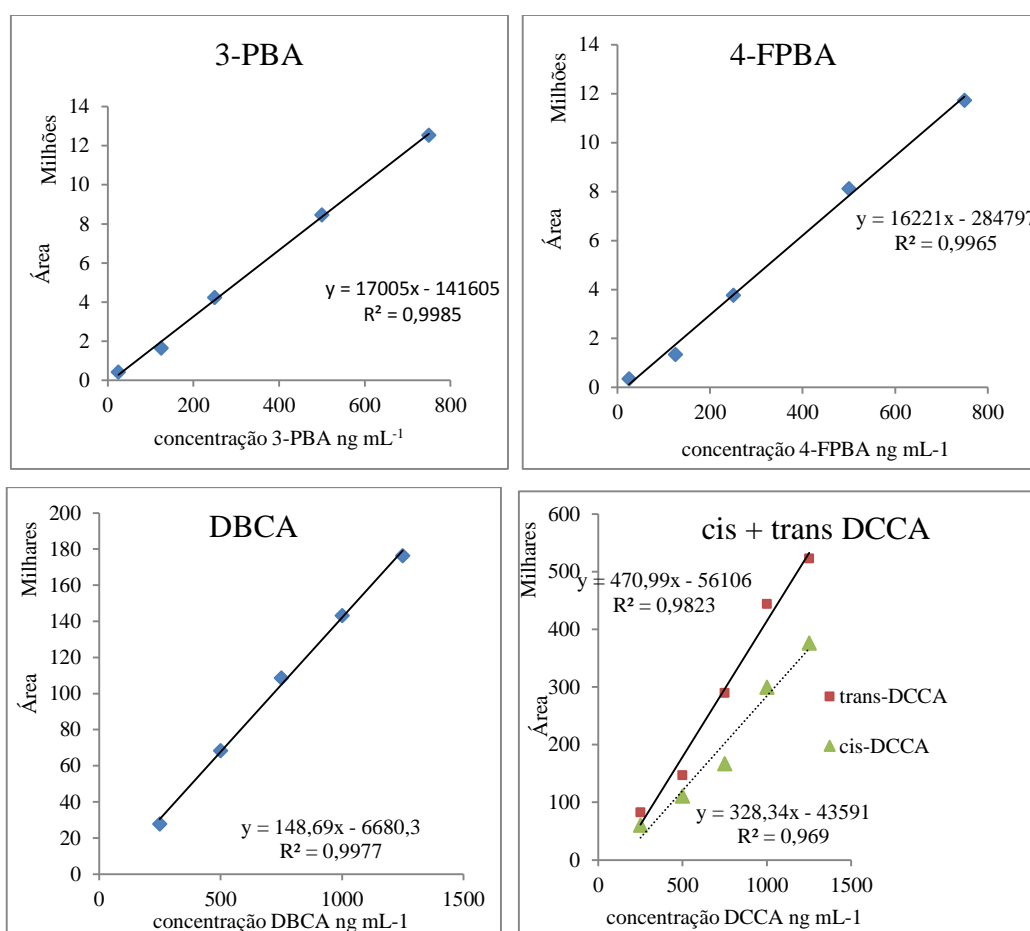 3-PBA
Milhões
Área
14
12
10
8
6
4
2
0
y = 17005x - 141605
R² = 0,9985
0 200 400 600 800
concentração 3-PBA ng mL⁻¹
4-FPBA
Milhões
Área
14
12
10
8
6
4
2
0
y = 16221x - 284797
R² = 0,9965
0 200 400 600 800
concentração 4-FPBA ng mL-1
DBCA
Milhares
Área
200
180
160
140
120
100
80
60
40
20
0
y = 148,69x - 6680,3
R² = 0,9977
0 500 1000 1500
concentração DBCA ng mL-1
cis + trans DCCA
Milhares
Área
600
500
400
300
200
100
0
y = 470,99x - 56106
R² = 0,9823
trans-DCCA
cis-DCCA
y = 328,34x - 43591
R² = 0,969
0 500 1000 1500
concentração DCCA ng mL-1